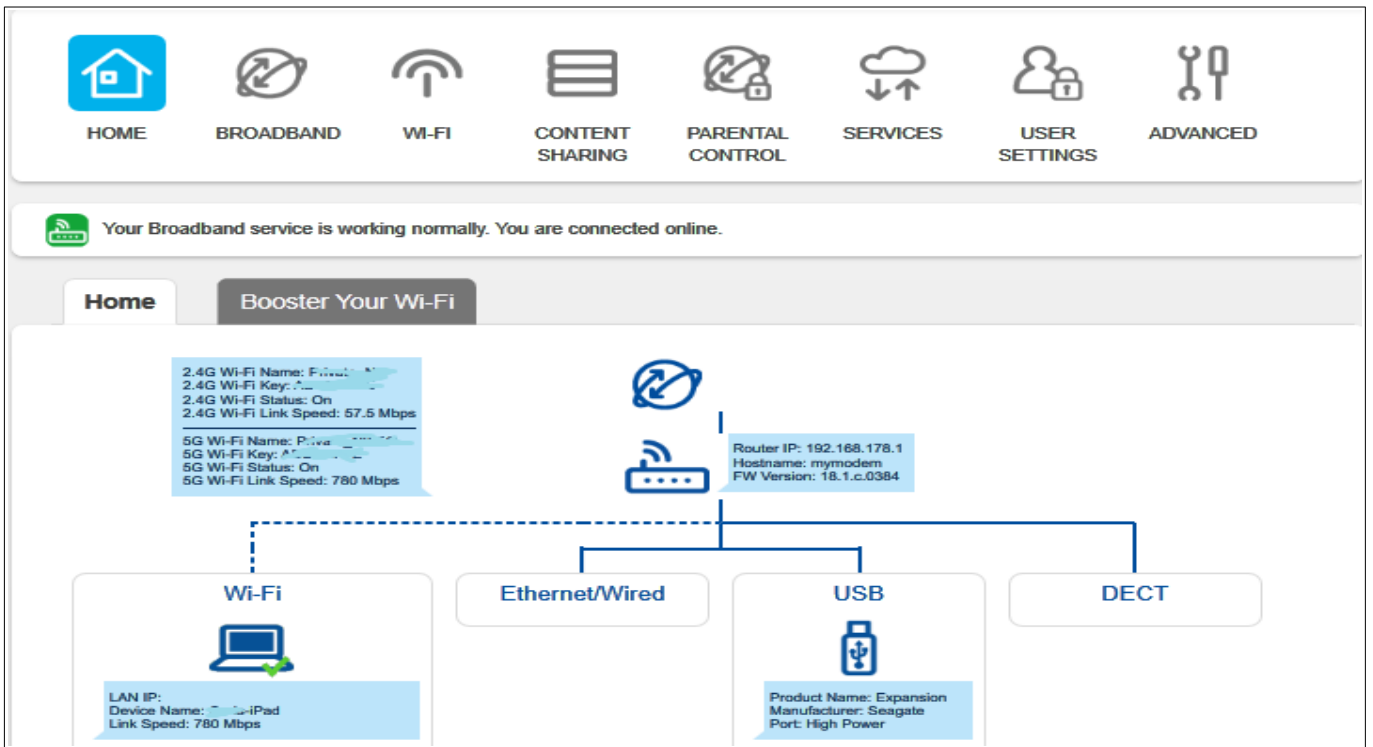 HOME
BROADBAND
WI-FI
CONTENT
SHARING
PARENTAL
CONTROL
SERVICES
USER
SETTINGS
ADVANCED
Your Broadband service is working normally. You are connected online.
Home
Booster Your Wi-Fi
2.4G Wi-Fi Name:
2.4G Wi-Fi Key:
2.4G Wi-Fi Status: On
2.4G Wi-Fi Link Speed: 57.5 Mbps
5G Wi-Fi Name:
5G Wi-Fi Key:
5G Wi-Fi Status: On
5G Wi-Fi Link Speed: 780 Mbps
Router IP: 192.168.178.1
Hostname: mymodem
FW Version: 18.1.c.0384
Wi-Fi
Ethernet/Wired
USB
DECT
LAN IP:
Device Name: -iPad
Link Speed: 780 Mbps
Product Name: Expansion
Manufacturer: Seagate
Port: High Power